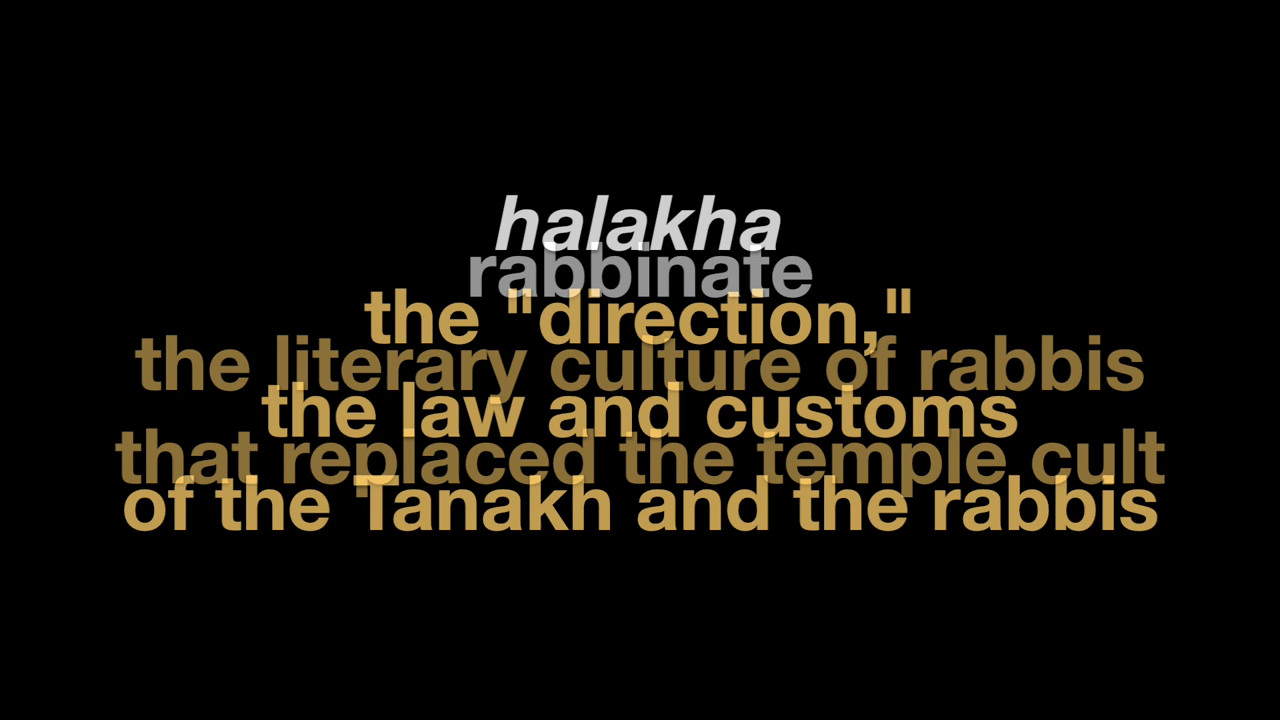 halakha
rabbinate
the "direction,"
the literary culture of rabbis
the law and customs
that replaced the temple cult
of the Tanakh and the rabbis